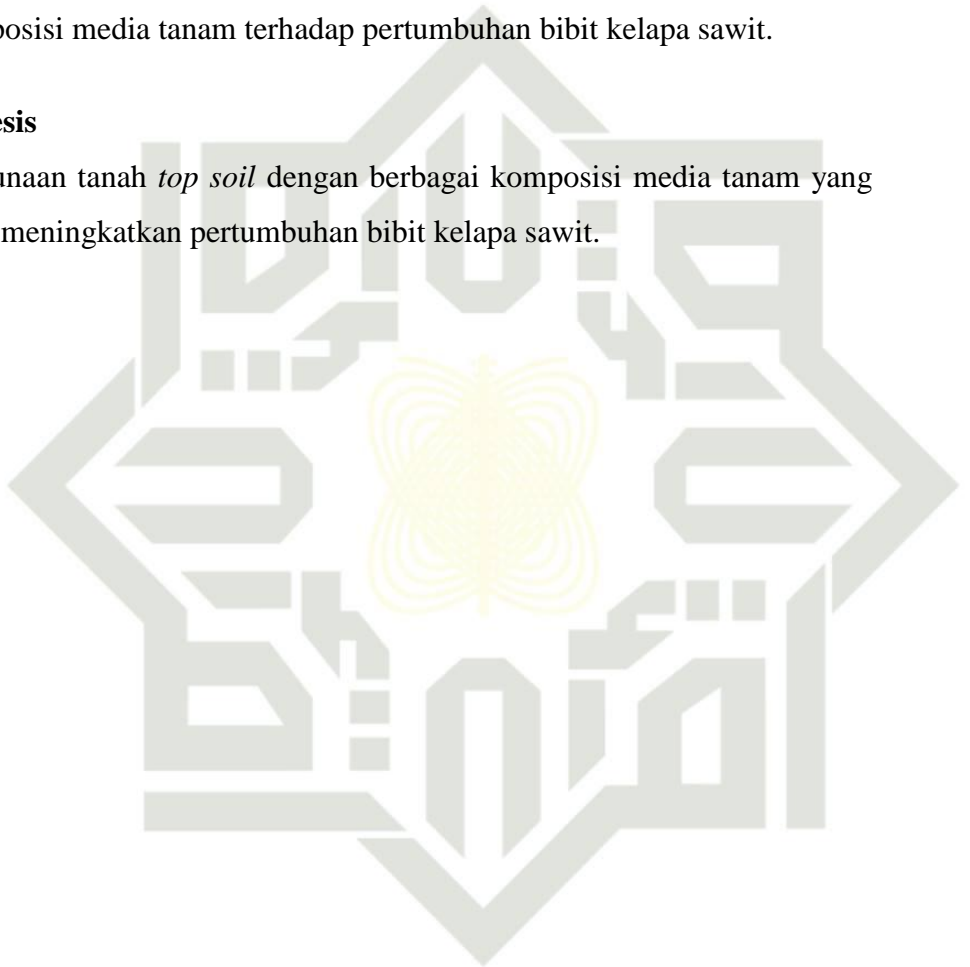 posisi media tanam terhadap pertumbuhan bibit kelapa sawit.
esis
unaan tanah top soil dengan berbagai komposisi media tanam yang
meningkatkan pertumbuhan bibit kelapa sawit.